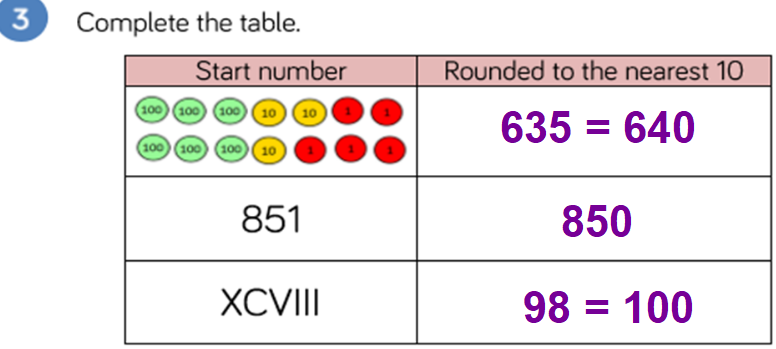 3 Complete the table.
Start number Rounded to the nearest 10
100 100 100 10 10 1 1
100 100 100 10 1 1 1
635 = 640
851 850
XCVIII 98 = 100